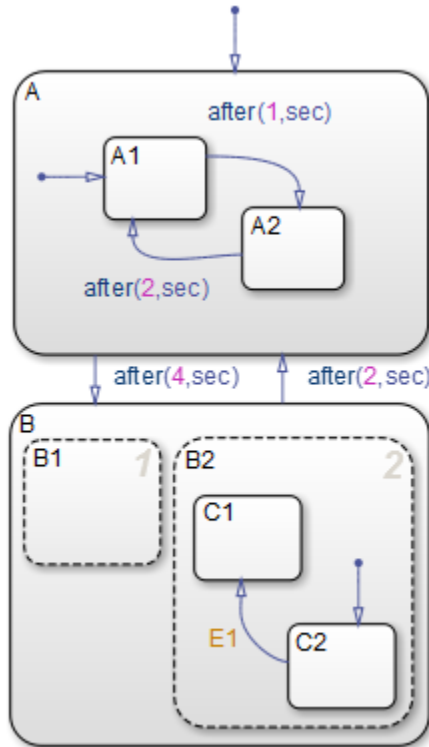 A
after(1,sec)
A1
A2
after(2,sec)
after(4,sec)
after(2,sec)
B
B1
1
B2
2
C1
E1
C2